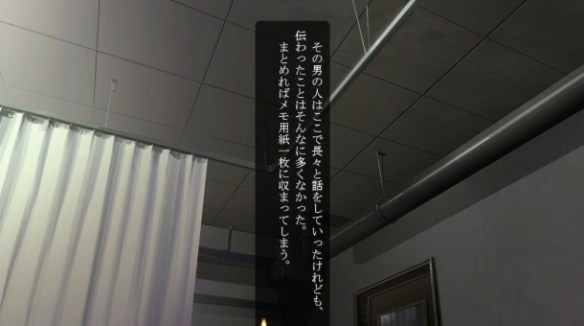 その男の人はここで長々と話をしていったけれども、
伝わったことはそんなに多くなかった。
まとめればメモ用紙一枚に収まってしまう。